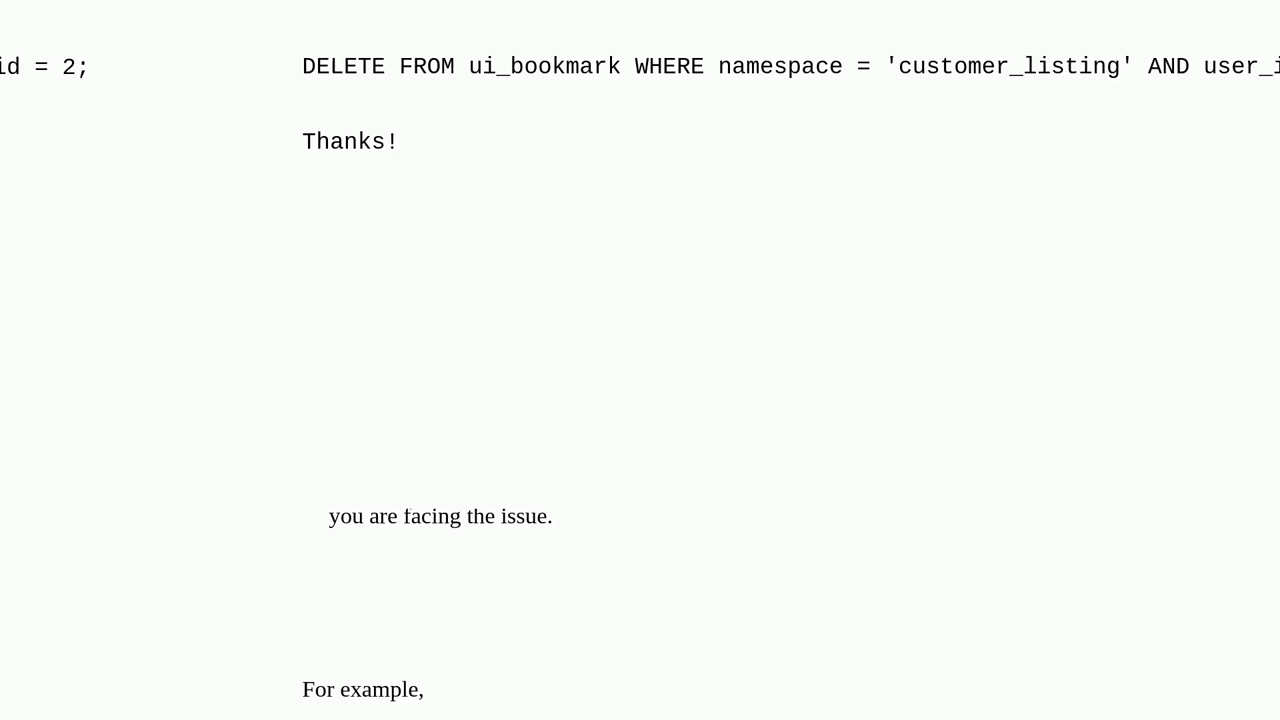 id = 2;
DELETE FROM ui_bookmark WHERE namespace = 'customer_listing' AND user_i
Thanks!
you are facing the issue.
For example,